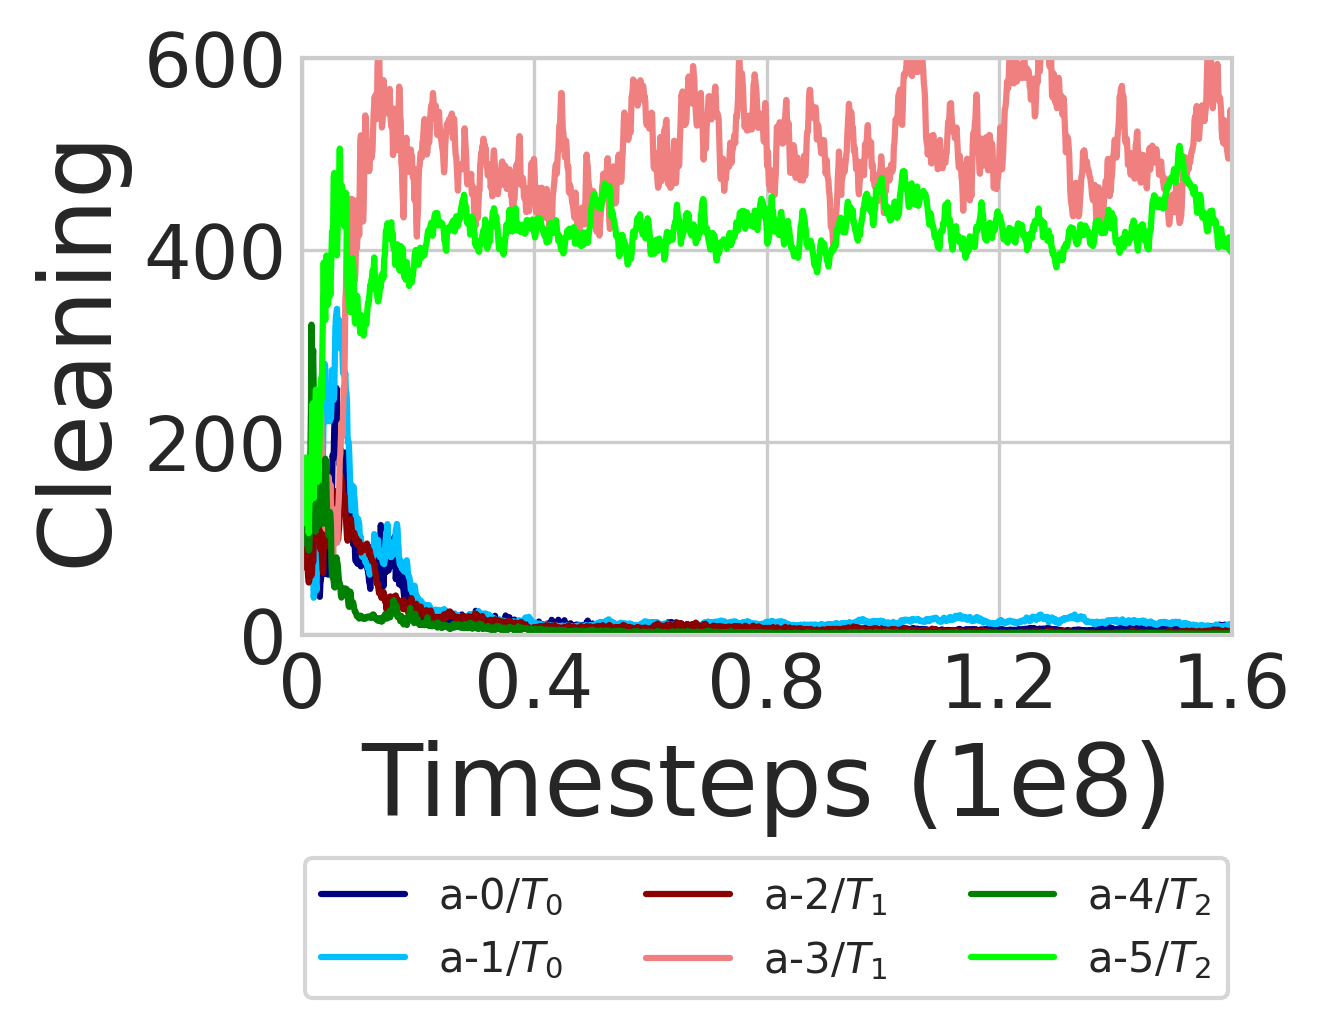 600
400
200
0
Cleaning
0 0.4 0.8 1.2 1.6
Timesteps (1e8)
a-0/T₀ a-2/T₁ a-4/T₂
a-1/T₀ a-3/T₁ a-5/T₂